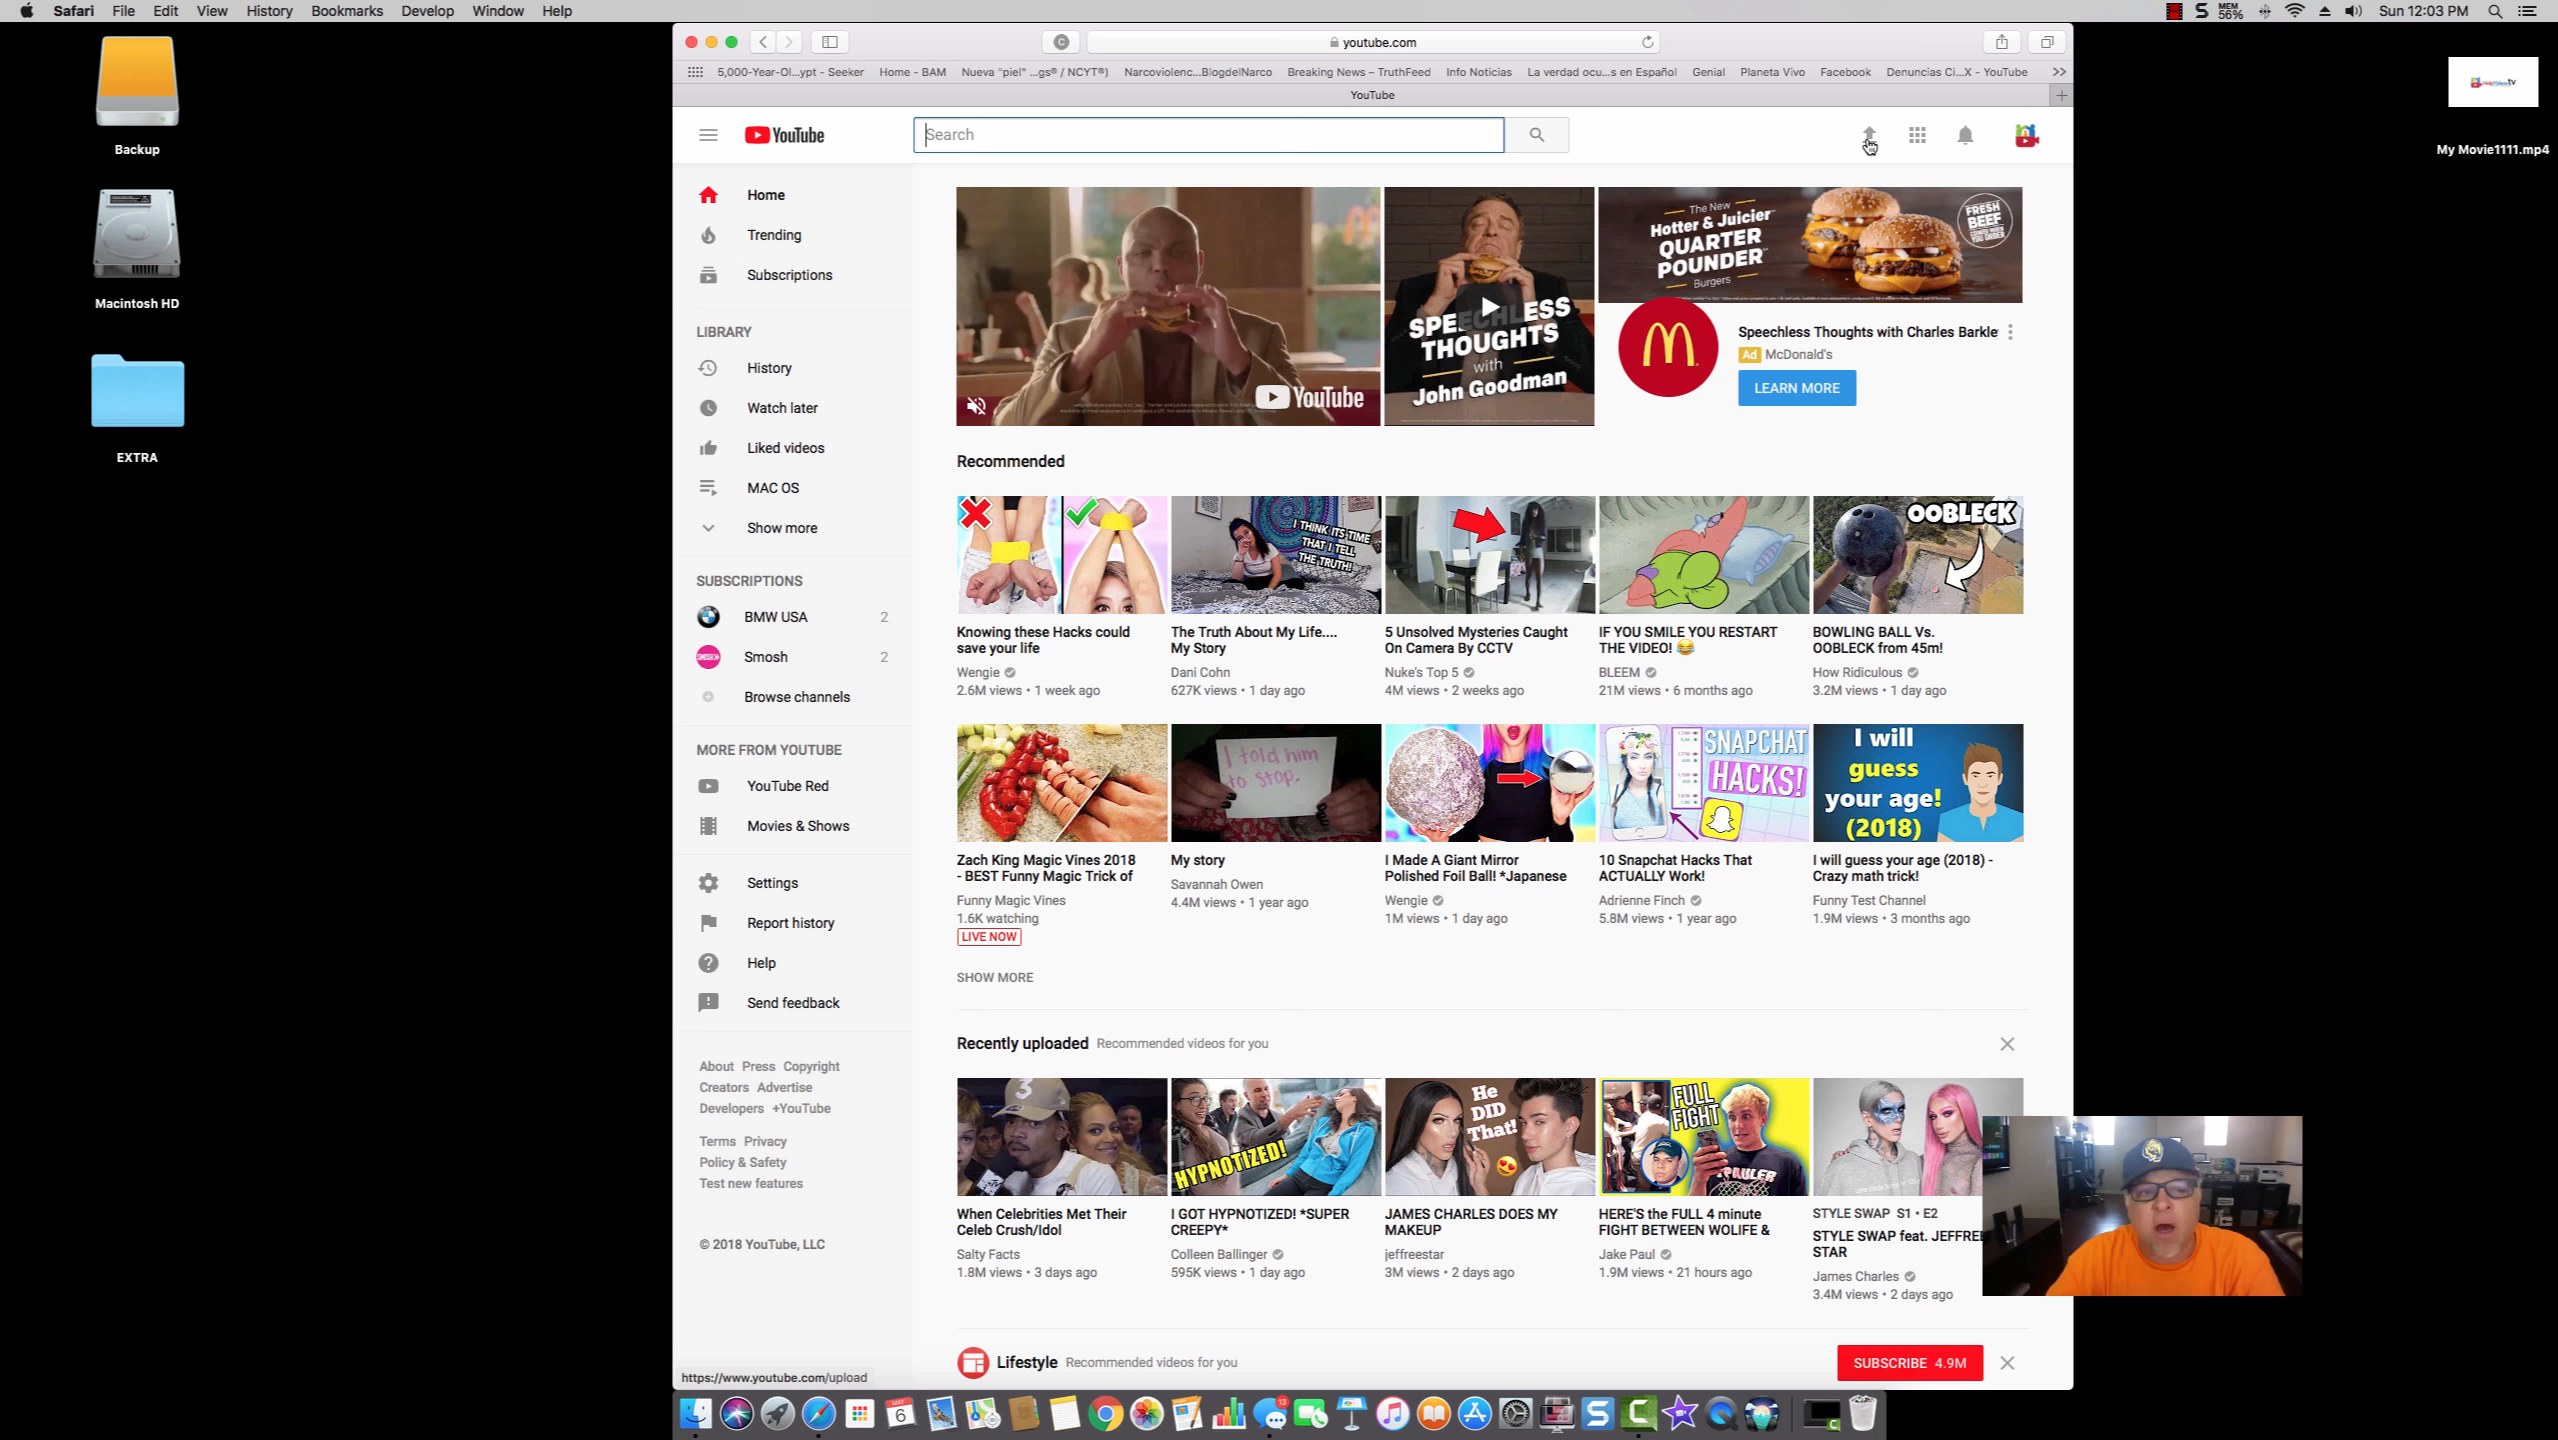 Safari File Edit View History Bookmarks Develop Window Help
MEM 56% Sun 12:03 PM
youtube.com
5,000-Year-Ol...ypt - Seeker Home - BAM Nueva "piel" ...gs® / NCYT®) Narcoviolenc...BlogdelNarco Breaking News – TruthFeed Info Noticias La verdad ocu...s en Español Genial Planeta Vivo Facebook Denuncias Ci...X - YouTube
YouTube
YouTube
Search
Backup
Macintosh HD
EXTRA
My Movie1111.mp4
Home
Trending
Subscriptions
LIBRARY
History
Watch later
Liked videos
MAC OS
Show more
SUBSCRIPTIONS
BMW USA 2
Smosh 2
Browse channels
MORE FROM YOUTUBE
YouTube Red
Movies & Shows
Settings
Report history
Help
Send feedback
About Press Copyright
Creators Advertise
Developers +YouTube
Terms Privacy
Policy & Safety
Test new features
© 2018 YouTube, LLC
https://www.youtube.com/upload
YouTube
SPEECHLESS
THOUGHTS
with
John Goodman
The New
Hotter & Juicier
QUARTER
POUNDER
Burgers
FRESH
BEEF
Speechless Thoughts with Charles Barkle
Ad McDonald's
LEARN MORE
Recommended
I THINK ITS TIME
THAT I TELL
THE TRUTH!
OOBLECK
Knowing these Hacks could
save your life
Wengie
2.6M views • 1 week ago
The Truth About My Life....
My Story
Dani Cohn
627K views • 1 day ago
5 Unsolved Mysteries Caught
On Camera By CCTV
Nuke's Top 5
4M views • 2 weeks ago
IF YOU SMILE YOU RESTART
THE VIDEO! 😂
BLEEM
21M views • 6 months ago
BOWLING BALL Vs.
OOBLECK from 45m!
How Ridiculous
3.2M views • 1 day ago
I told him
to stop.
SNAPCHAT
HACKS!
I will
guess
your age!
(2018)
Zach King Magic Vines 2018
- BEST Funny Magic Trick of
Funny Magic Vines
1.6K watching
LIVE NOW
My story
Savannah Owen
4.4M views • 1 year ago
I Made A Giant Mirror
Polished Foil Ball! *Japanese
Wengie
1M views • 1 day ago
10 Snapchat Hacks That
ACTUALLY Work!
Adrienne Finch
5.8M views • 1 year ago
I will guess your age (2018) -
Crazy math trick!
Funny Test Channel
1.9M views • 3 months ago
SHOW MORE
Recently uploaded Recommended videos for you
3
HYPNOTIZED!
He
DID
That!
FULL
FIGHT
When Celebrities Met Their
Celeb Crush/Idol
Salty Facts
1.8M views • 3 days ago
I GOT HYPNOTIZED! *SUPER
CREEPY*
Colleen Ballinger
595K views • 1 day ago
JAMES CHARLES DOES MY
MAKEUP
jeffreestar
3M views • 2 days ago
HERE'S the FULL 4 minute
FIGHT BETWEEN WOLIFE &
Jake Paul
1.9M views • 21 hours ago
STYLE SWAP S1 • E2
STYLE SWAP feat. JEFFREE
STAR
James Charles
3.4M views • 2 days ago
Lifestyle Recommended videos for you
SUBSCRIBE 4.9M
MAY
6
13